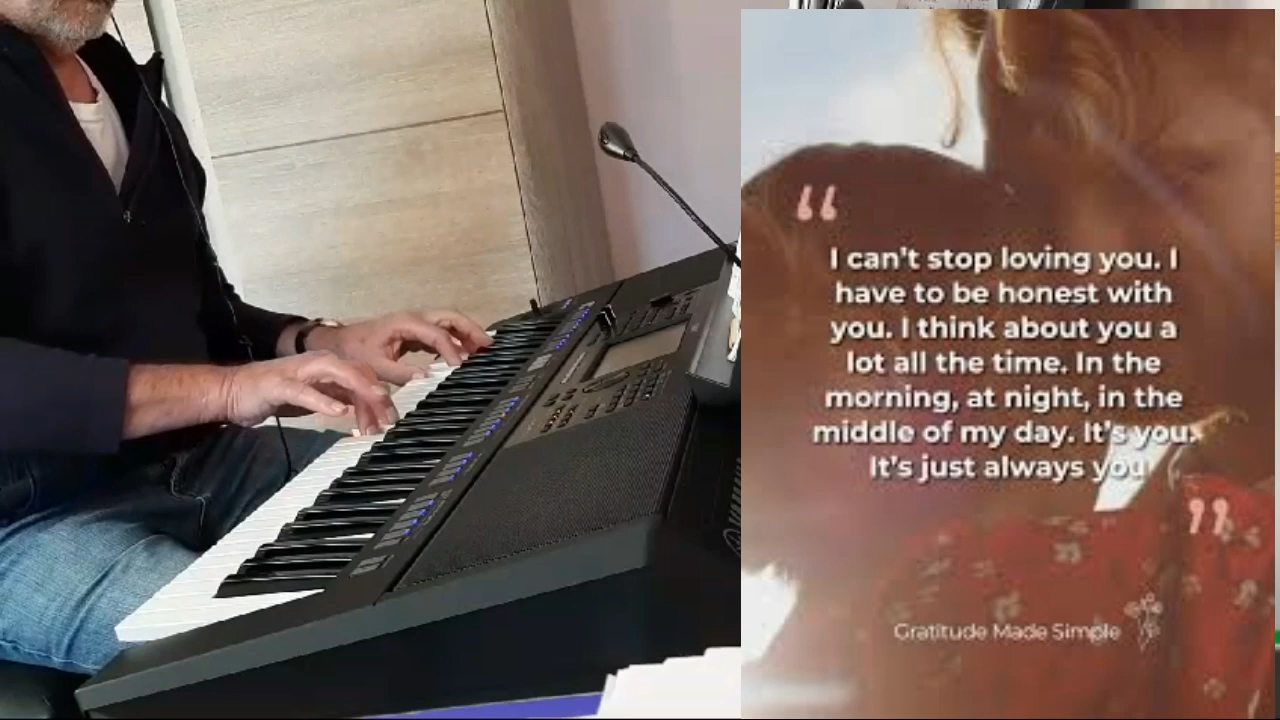 “
I can't stop loving you. I
have to be honest with
you. I think about you a
lot all the time. In the
morning, at night, in the
middle of my day. It's you.
It's just always you
”
Gratitude Made Simple